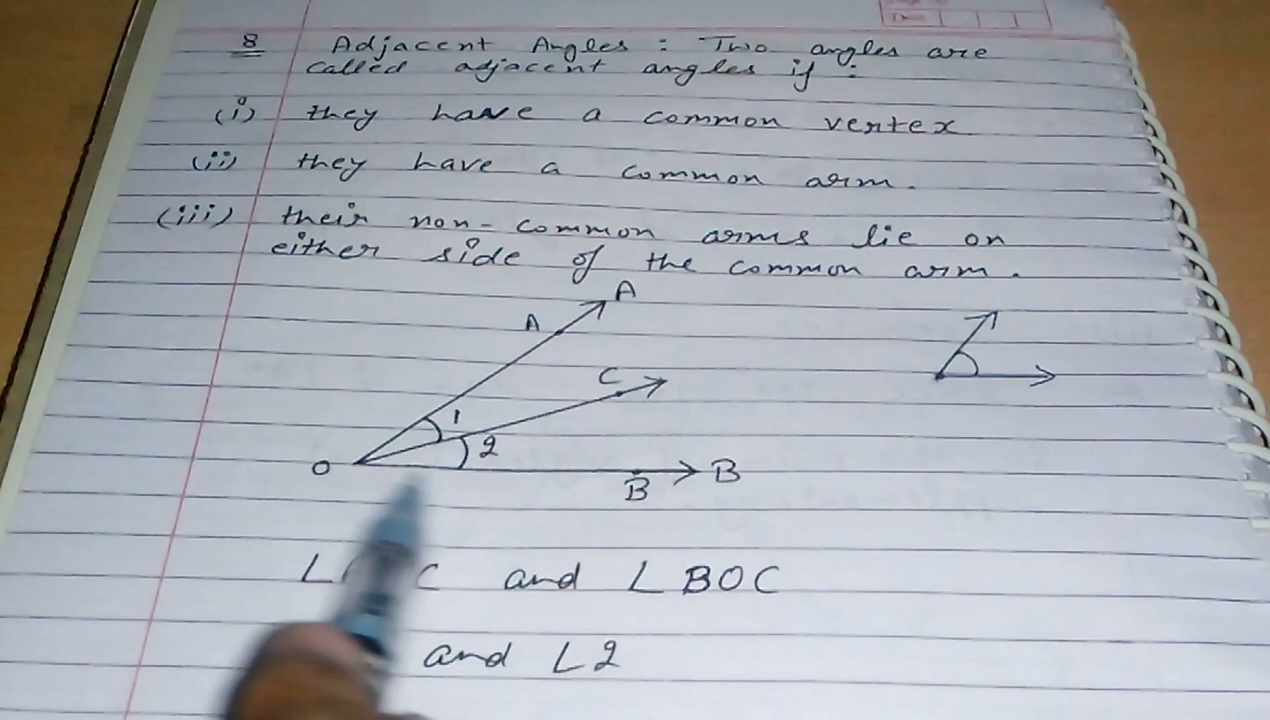 8 Adjacent Angles : Two angles are
called adjacent angles if :
(i) they have a common vertex
(ii) they have a common arm.
(iii) their non-common arms lie on
either side of the common arm.
A
A
C
1
2
O
B
B
C and ∠BOC
and ∠2